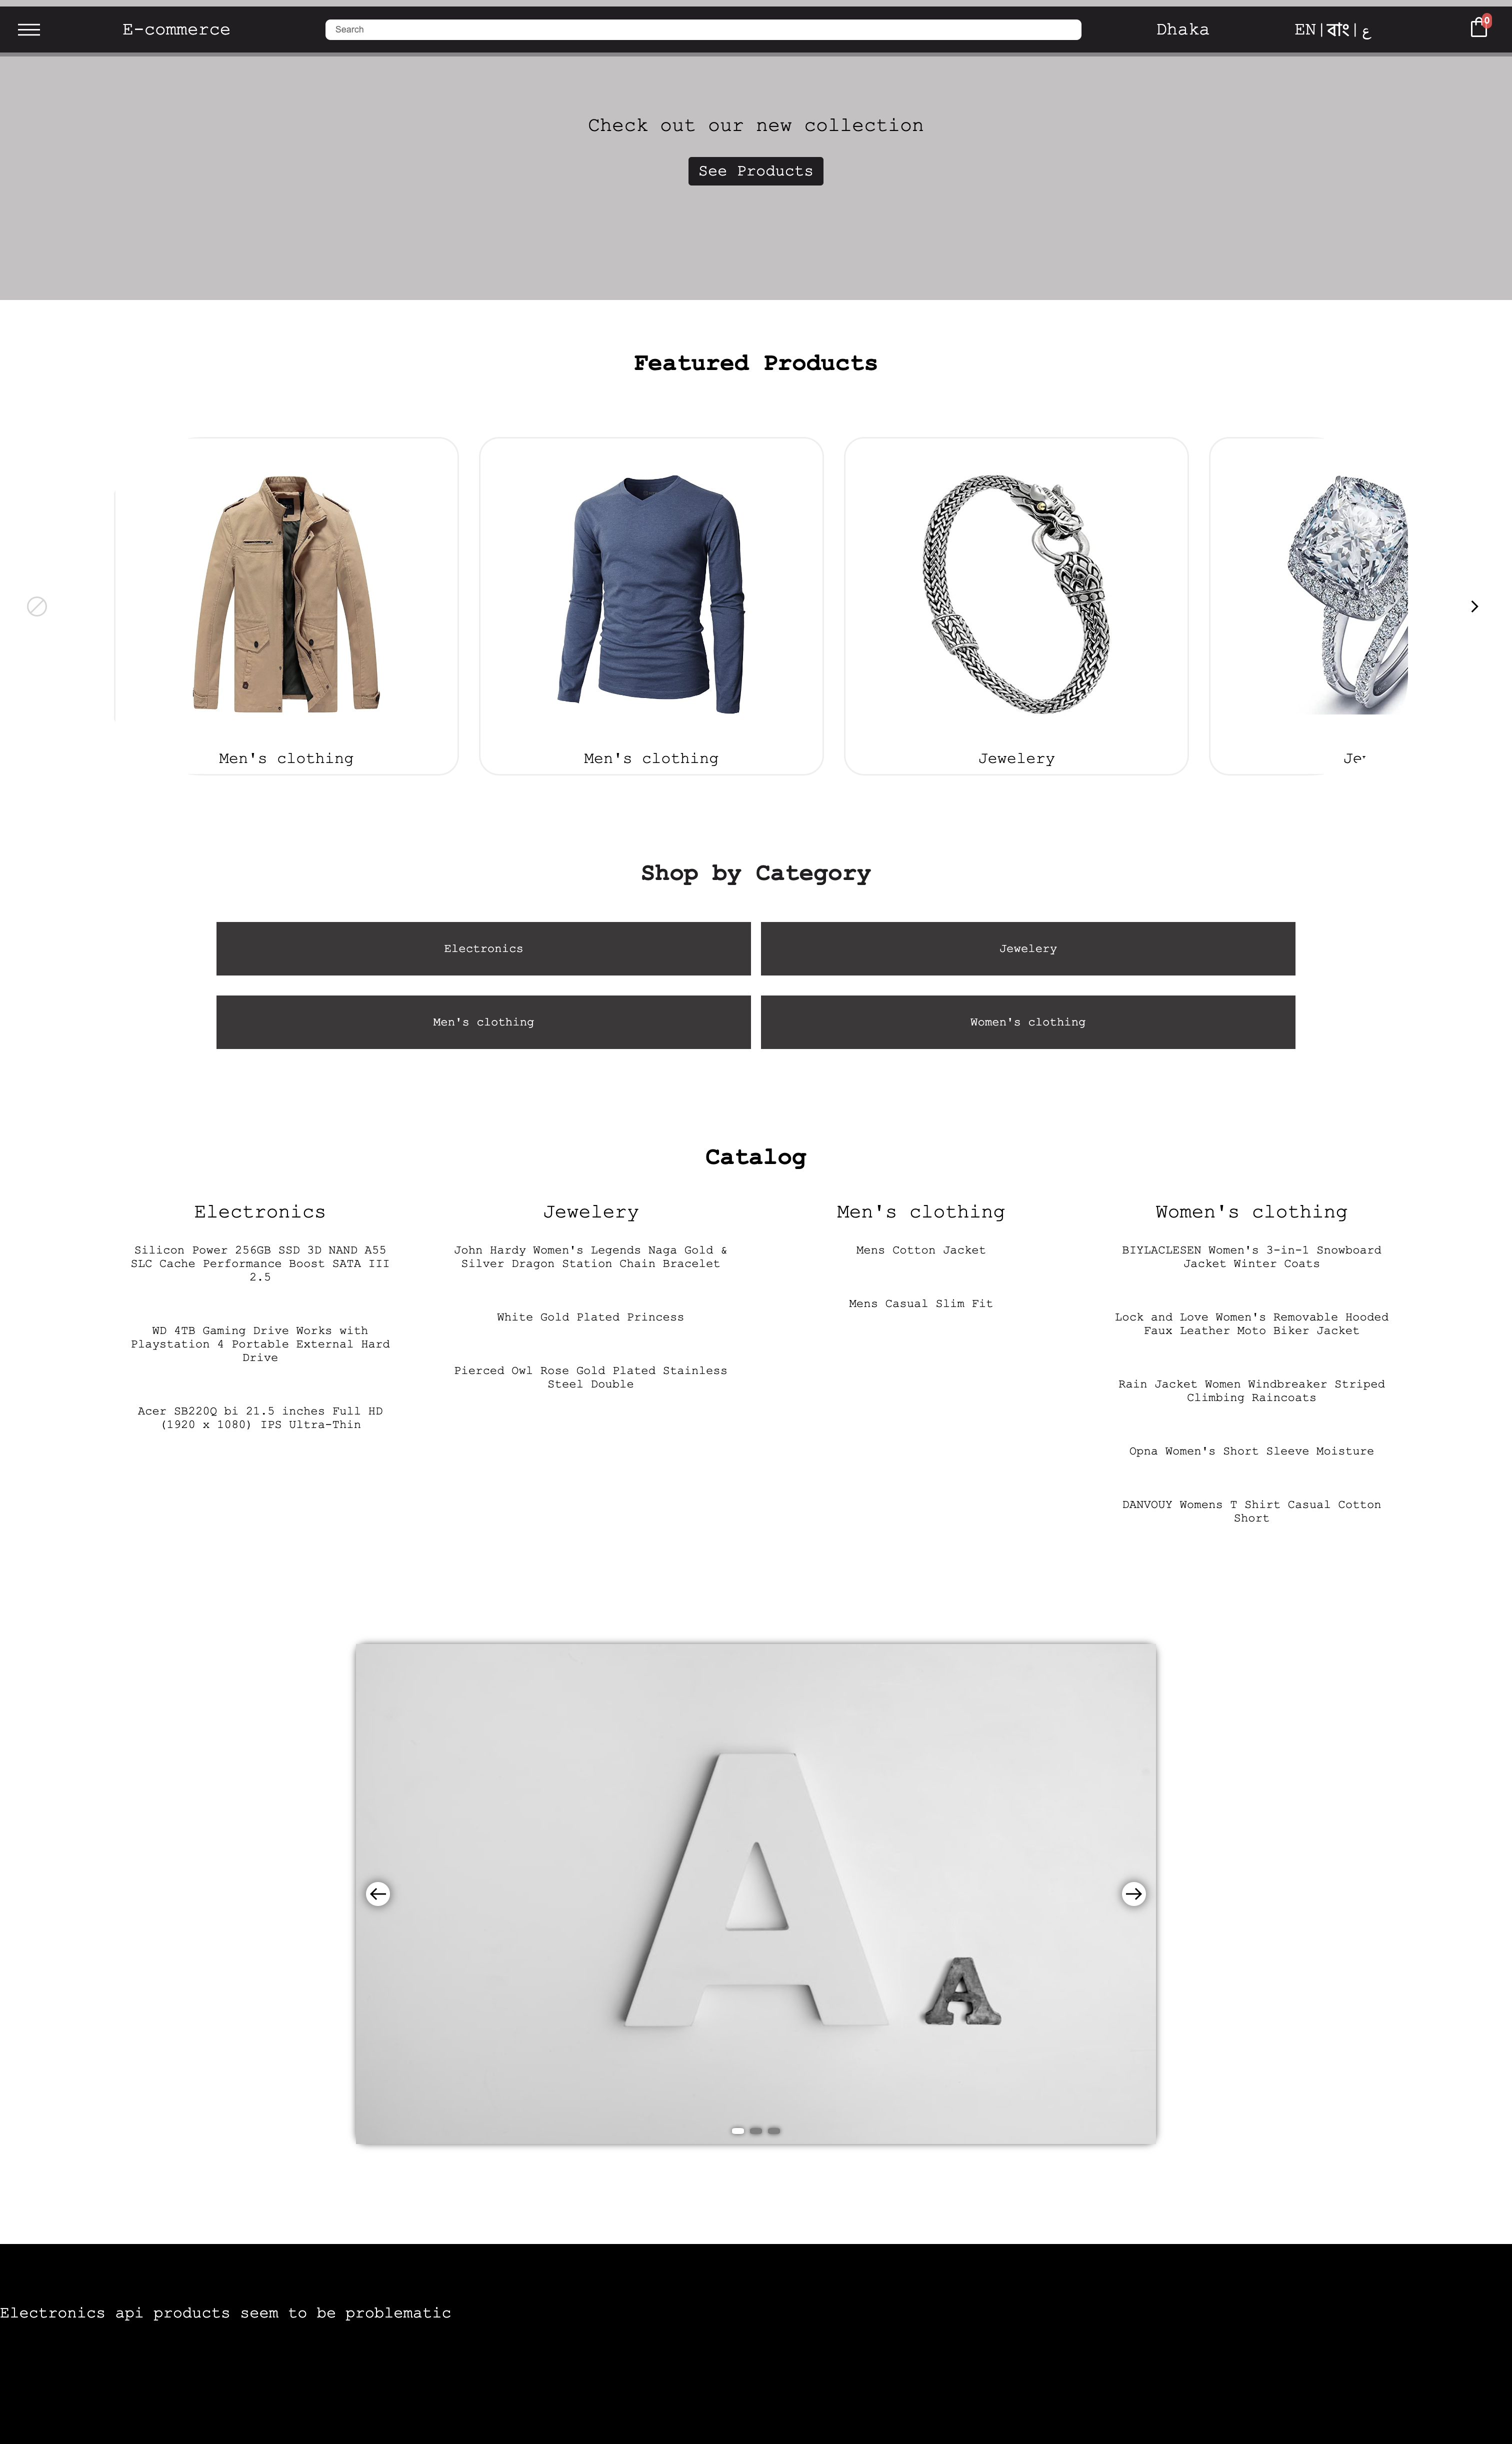 E-commerce
Search
Dhaka
EN|বাং|ع
0
Check out our new collection
See Products
Featured Products
Men's clothing
Men's clothing
Jewelery
Shop by Category
Electronics
Jewelery
Men's clothing
Women's clothing
Catalog
Electronics
Silicon Power 256GB SSD 3D NAND A55
SLC Cache Performance Boost SATA III
2.5
WD 4TB Gaming Drive Works with
Playstation 4 Portable External Hard
Drive
Acer SB220Q bi 21.5 inches Full HD
(1920 x 1080) IPS Ultra-Thin
Jewelery
John Hardy Women's Legends Naga Gold &
Silver Dragon Station Chain Bracelet
White Gold Plated Princess
Pierced Owl Rose Gold Plated Stainless
Steel Double
Men's clothing
Mens Cotton Jacket
Mens Casual Slim Fit
Women's clothing
BIYLACLESEN Women's 3-in-1 Snowboard
Jacket Winter Coats
Lock and Love Women's Removable Hooded
Faux Leather Moto Biker Jacket
Rain Jacket Women Windbreaker Striped
Climbing Raincoats
Opna Women's Short Sleeve Moisture
DANVOUY Womens T Shirt Casual Cotton
Short
A
A
Electronics api products seem to be problematic